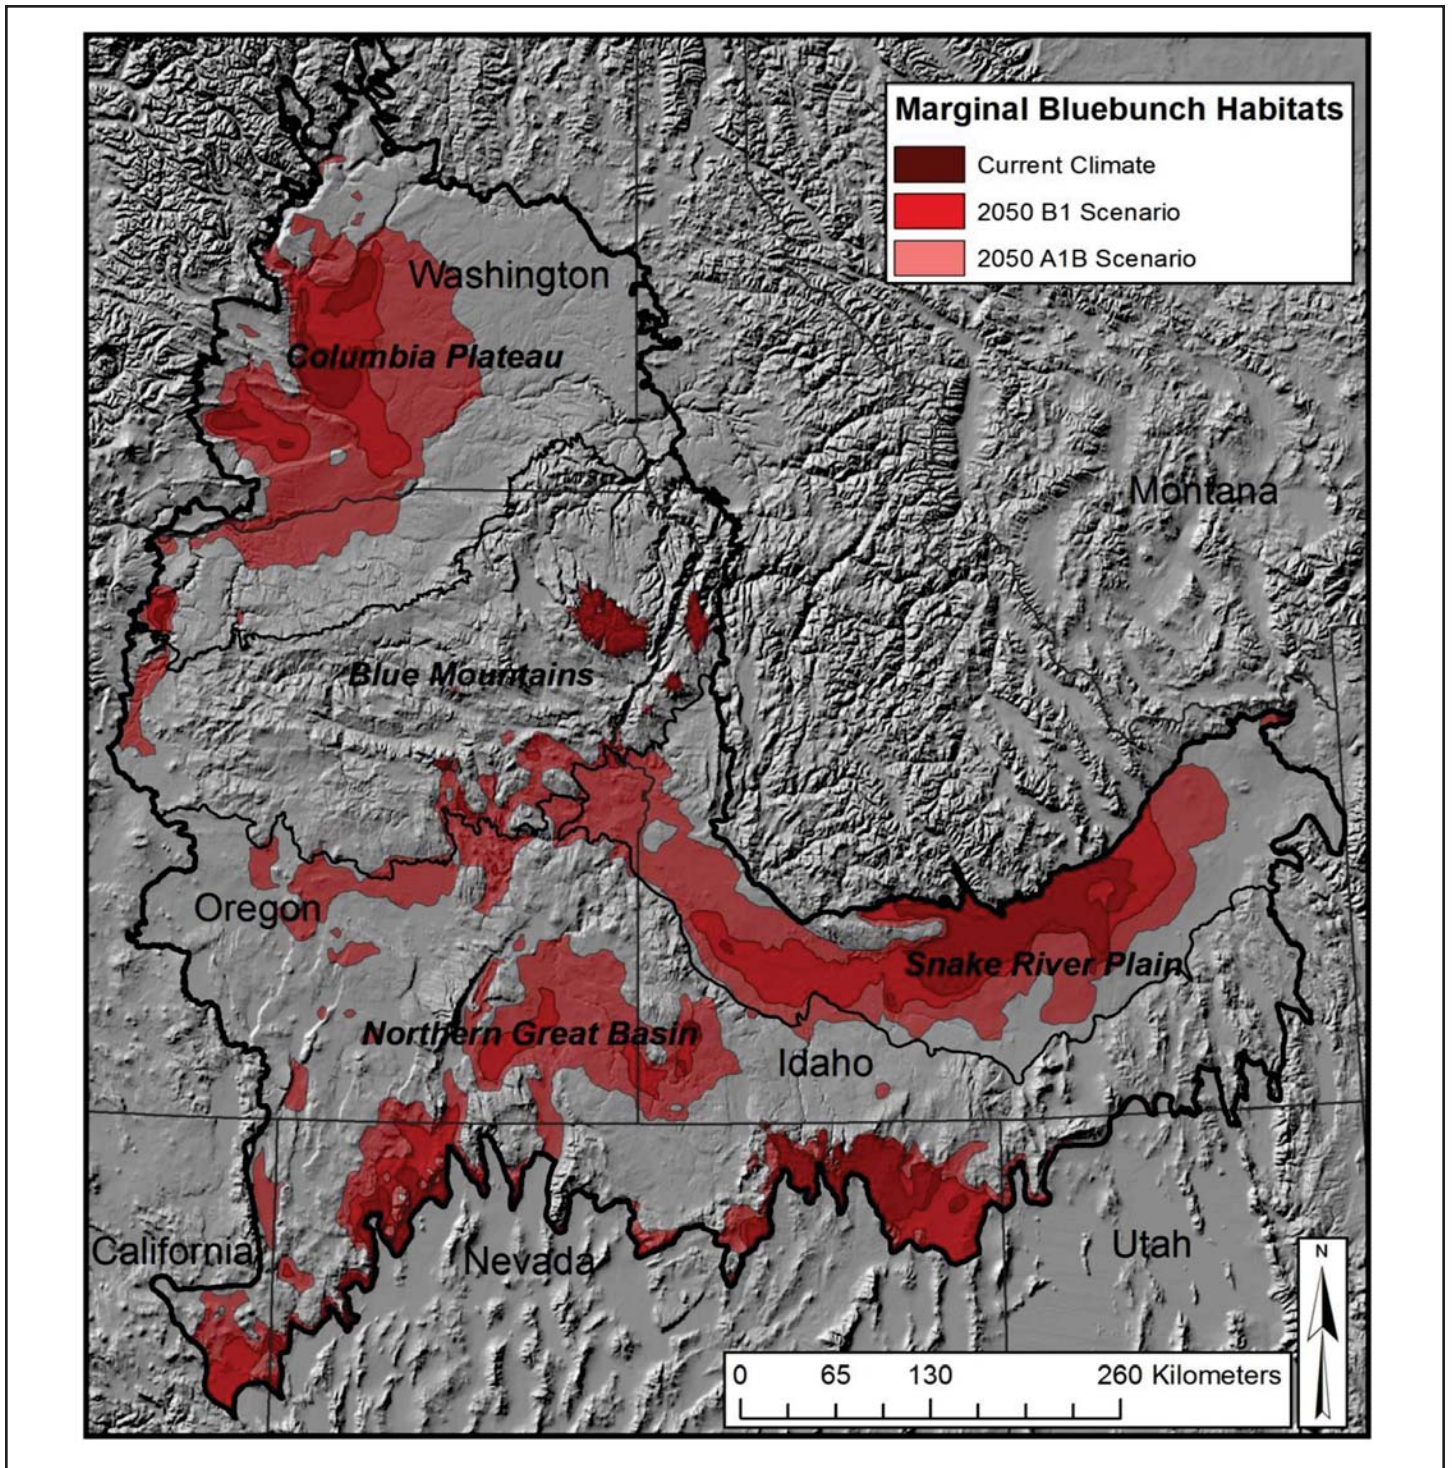 Marginal Bluebunch Habitats
Current Climate
2050 B1 Scenario
2050 A1B Scenario
Washington
Columbia Plateau
Montana
Blue Mountains
Oregon
Snake River Plain
Northern Great Basin
Idaho
California
Nevada
Utah
N
0 65 130 260 Kilometers